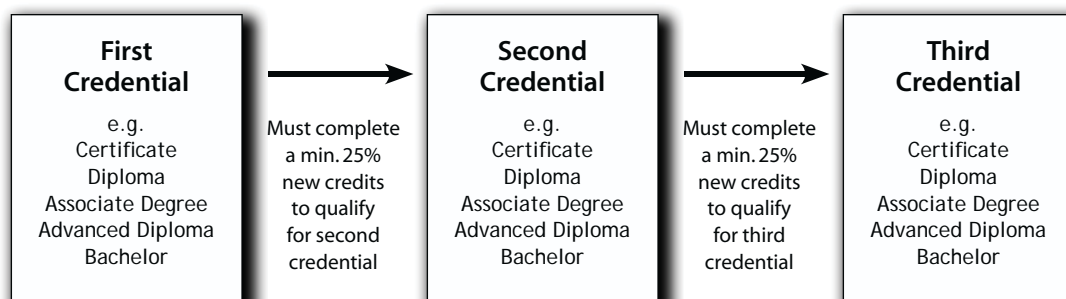 First
Credential
e.g.
Certificate
Diploma
Associate Degree
Advanced Diploma
Bachelor
Must complete
a min. 25%
new credits
to qualify
for second
credential
Second
Credential
e.g.
Certificate
Diploma
Associate Degree
Advanced Diploma
Bachelor
Must complete
a min. 25%
new credits
to qualify
for third
credential
Third
Credential
e.g.
Certificate
Diploma
Associate Degree
Advanced Diploma
Bachelor